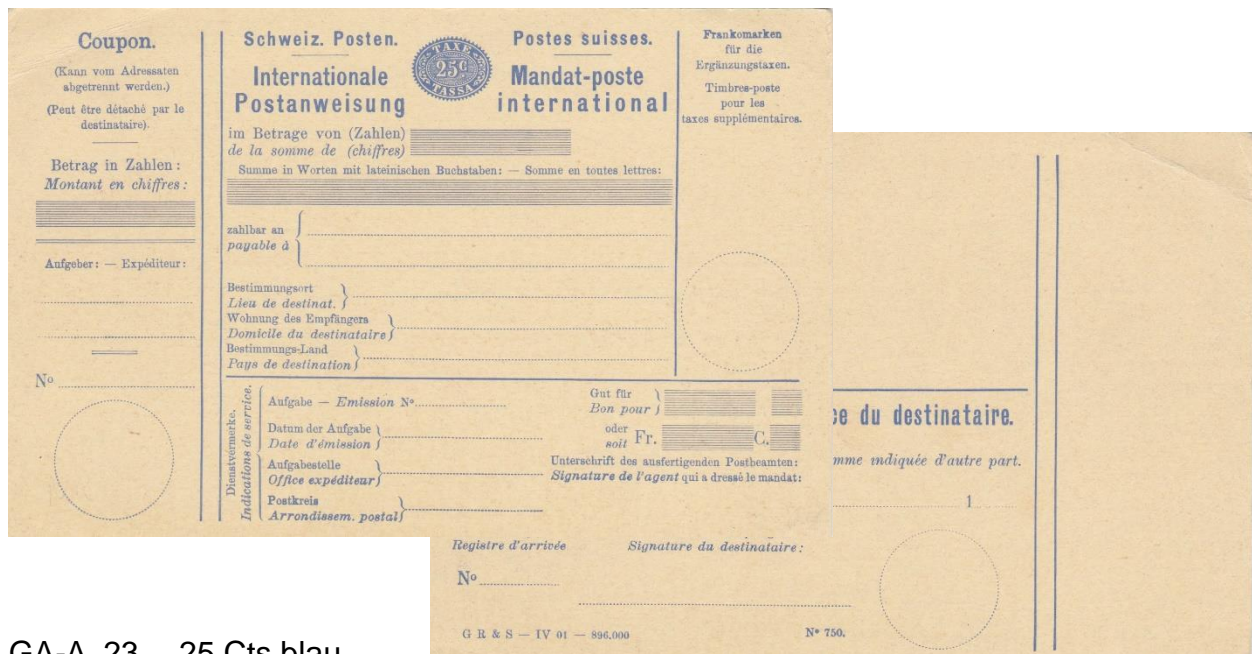 Coupon.
(Kann vom Adressaten
abgetrennt werden.)
(Peut être détaché par le
destinataire).
Betrag in Zahlen:
Montant en chiffres:
Aufgeber: — Expéditeur:
Nº
Schweiz. Posten.
Internationale
Postanweisung
TAXE
25c
TASSA
Postes suisses.
Mandat-poste
international
im Betrage von (Zahlen)
de la somme de (chiffres)
Summe in Worten mit lateinischen Buchstaben: — Somme en toutes lettres:
zahlbar an
payable à
Bestimmungsort
Lieu de destinat.
Wohnung des Empfängers
Domicile du destinataire
Bestimmungs-Land
Pays de destination
Frankomarken
für die
Ergänzungstaxen.
Timbres-poste
pour les
taxes supplémentaires.
Dienstvermerke.
Indications de service.
Aufgabe — Emission Nº
Datum der Aufgabe
Date d'émission
Aufgabestelle
Office expéditeur
Postkreis
Arrondissem. postal
Gut für
Bon pour
oder
soit Fr. C.
Unterschrift des ausfertigenden Postbeamten:
Signature de l'agent qui a dressé le mandat:
du destinataire.
indiquée d'autre part.
1
Registre d'arrivée
Signature du destinataire:
Nº
G R & S — IV 01 — 896,000
Nº 750.
GA-A 23 25 Cts blau